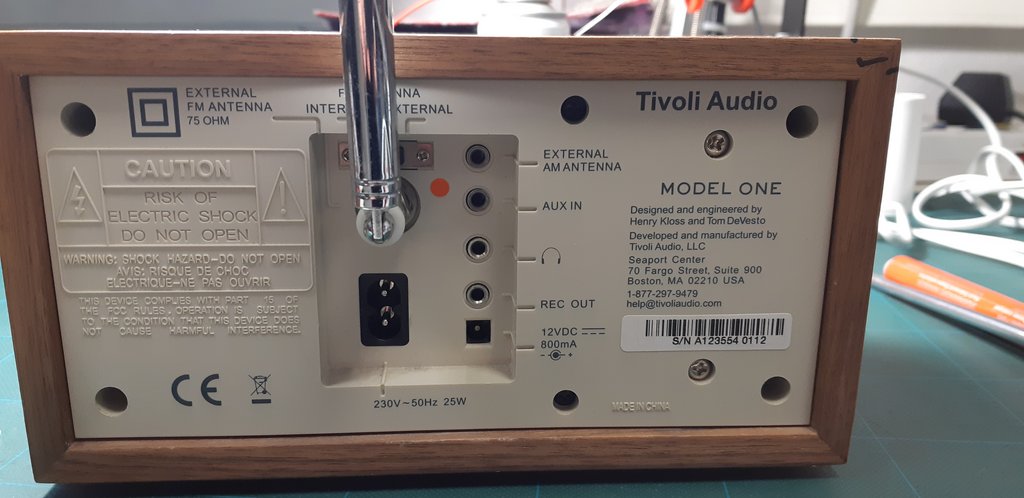 EXTERNAL
FM ANTENNA
75 OHM
EXTERNAL
CAUTION
RISK OF
ELECTRIC SHOCK
DO NOT OPEN
WARNING: SHOCK HAZARD-DO NOT OPEN
AVIS: RISQUE DE CHOC
ELECTRIQUE-NE PAS OUVRIR
THIS DEVICE COMPLIES WITH PART 15 OF
THE FCC RULES. OPERATION IS SUBJECT
TO THE CONDITION THAT THIS DEVICE DOES
NOT CAUSE HARMFUL INTERFERENCE.
CE
EXTERNAL
AM ANTENNA
AUX IN
REC OUT
12VDC
800mA
- +
230V~50Hz 25W
Tivoli Audio
MODEL ONE
Designed and engineered by
Henry Kloss and Tom DeVesto
Developed and manufactured by
Tivoli Audio, LLC
Seaport Center
70 Fargo Street, Suite 900
Boston, MA 02210 USA
1-877-297-9479
help@tivoliaudio.com
S/N A123554 0112
MADE IN CHINA